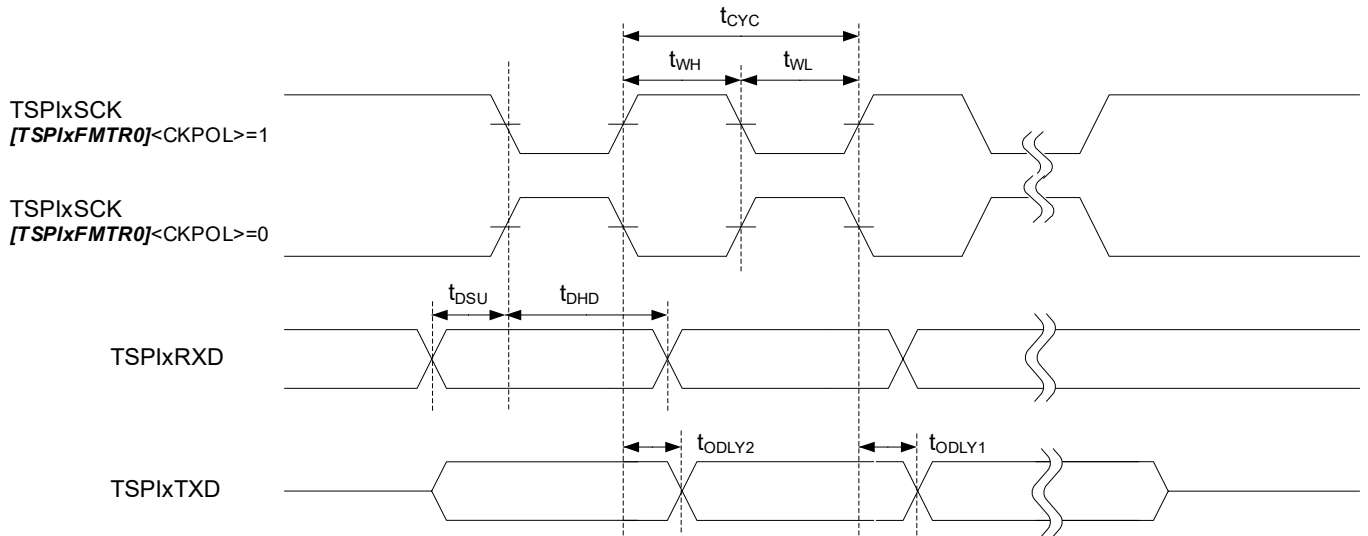 tCYC
tWH
tWL
TSPIxSCK
[TSPIxFMTR0]<CKPOL>=1
TSPIxSCK
[TSPIxFMTR0]<CKPOL>=0
tDSU
tDHD
TSPIxRXD
tODLY2
tODLY1
TSPIxTXD